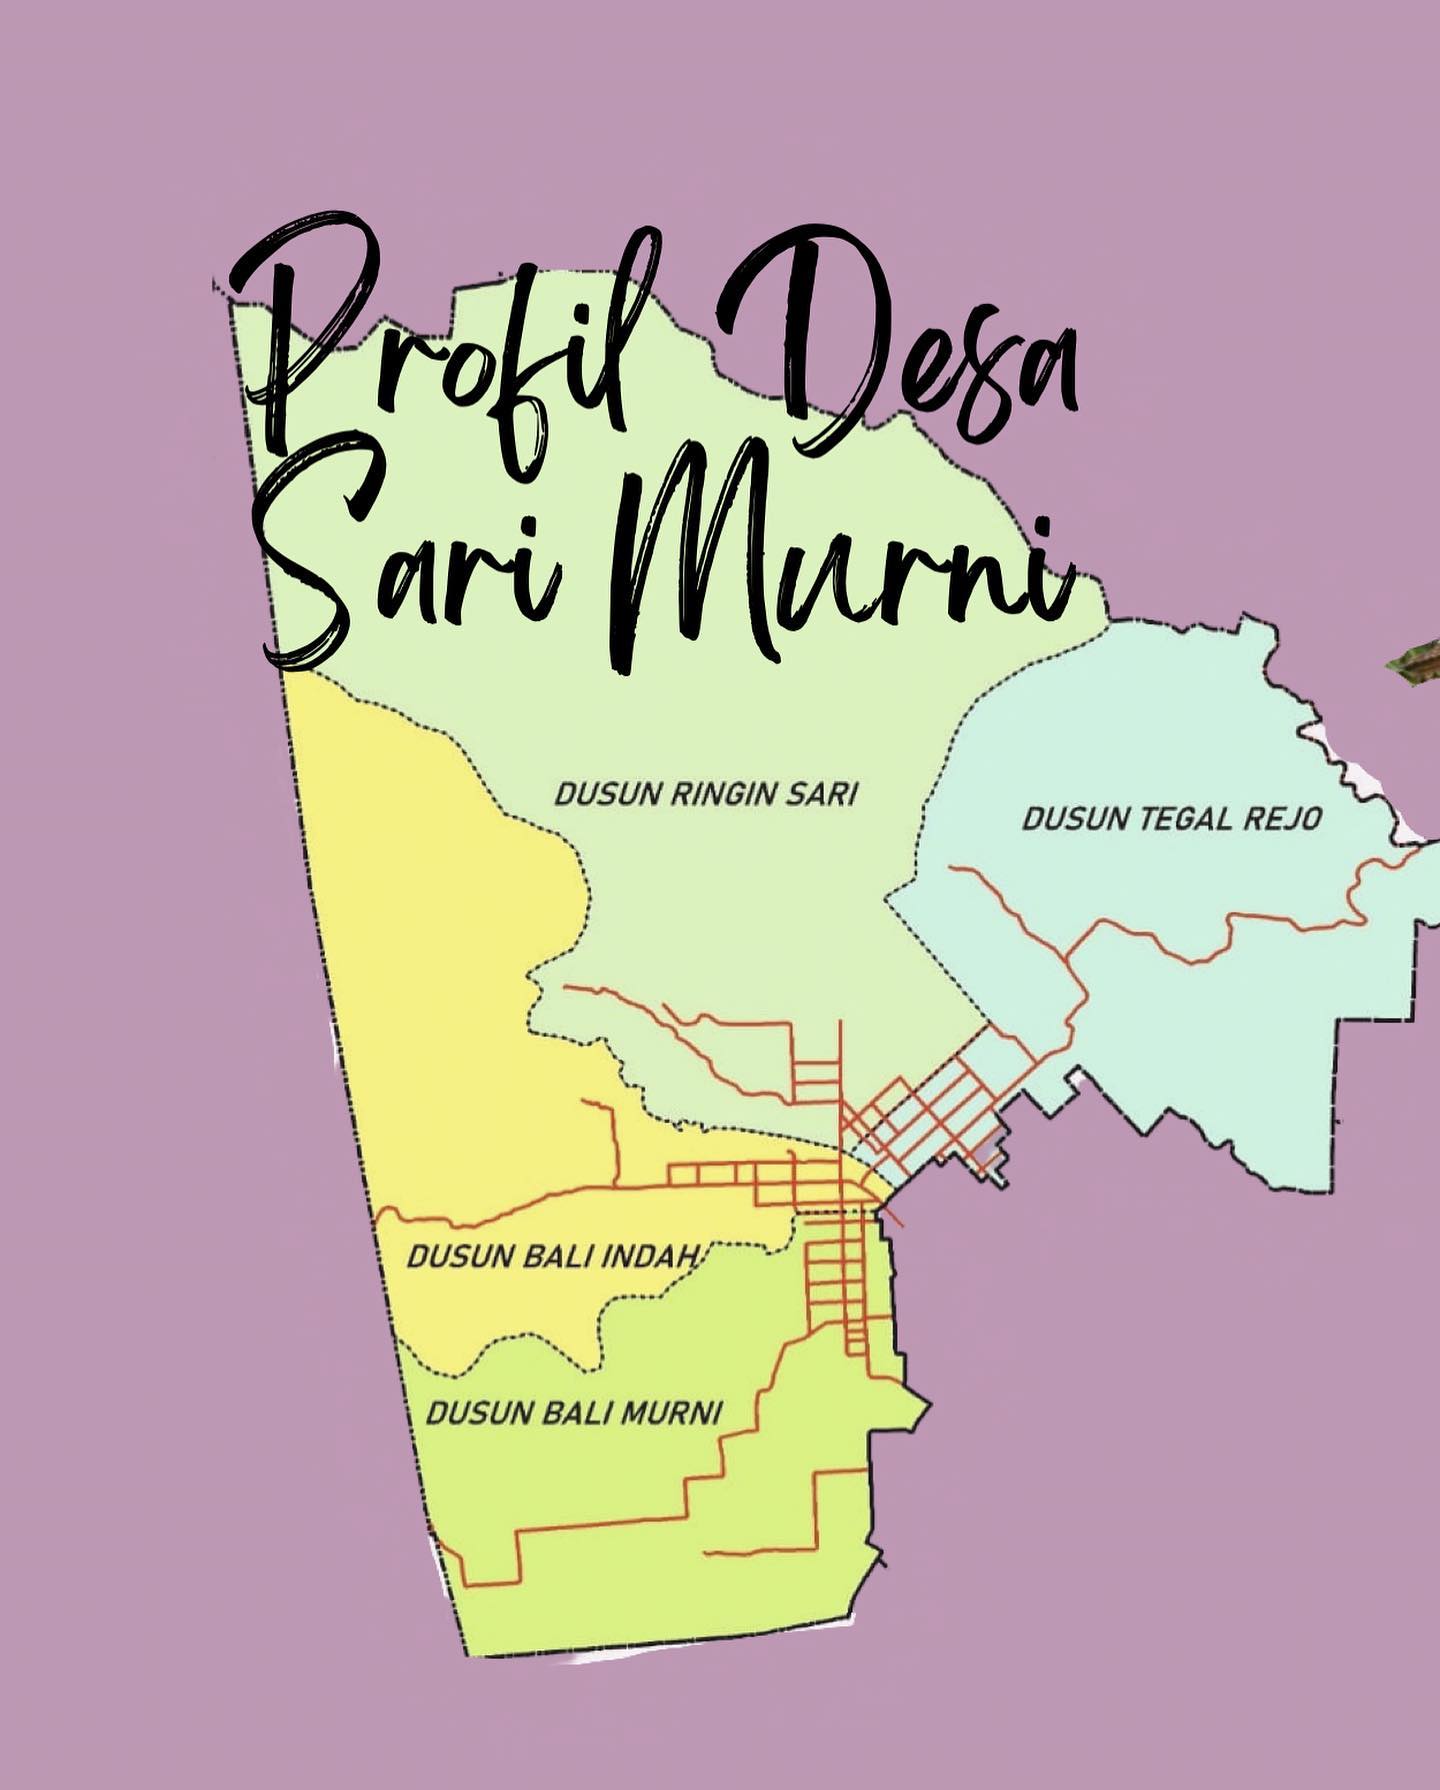 Profil Desa
Sari Murni
DUSUN RINGIN SARI
DUSUN TEGAL REJO
DUSUN BALI INDAH
DUSUN BALI MURNI